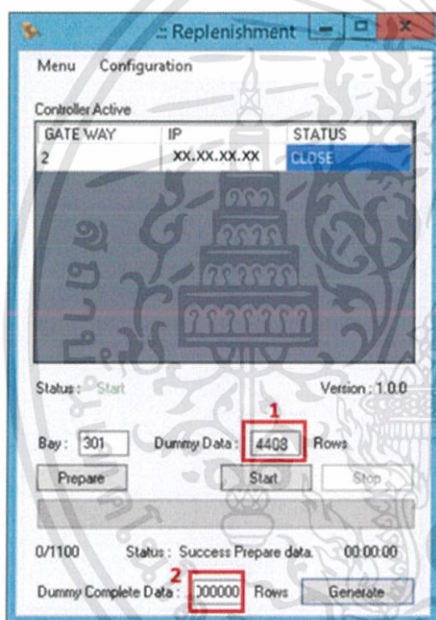 .:: Replenishment
Menu Configuration
Controller Active
GATE WAY IP STATUS
2 XX.XX.XX.XX CLOSE
Status : Start Version : 1.0.0
1
Bay : 301 Dummy Data : 4408 Rows
Prepare Start Stop
0/1100 Status : Success Prepare data. 00:00:00
2
Dummy Complete Data : 000000 Rows Generate